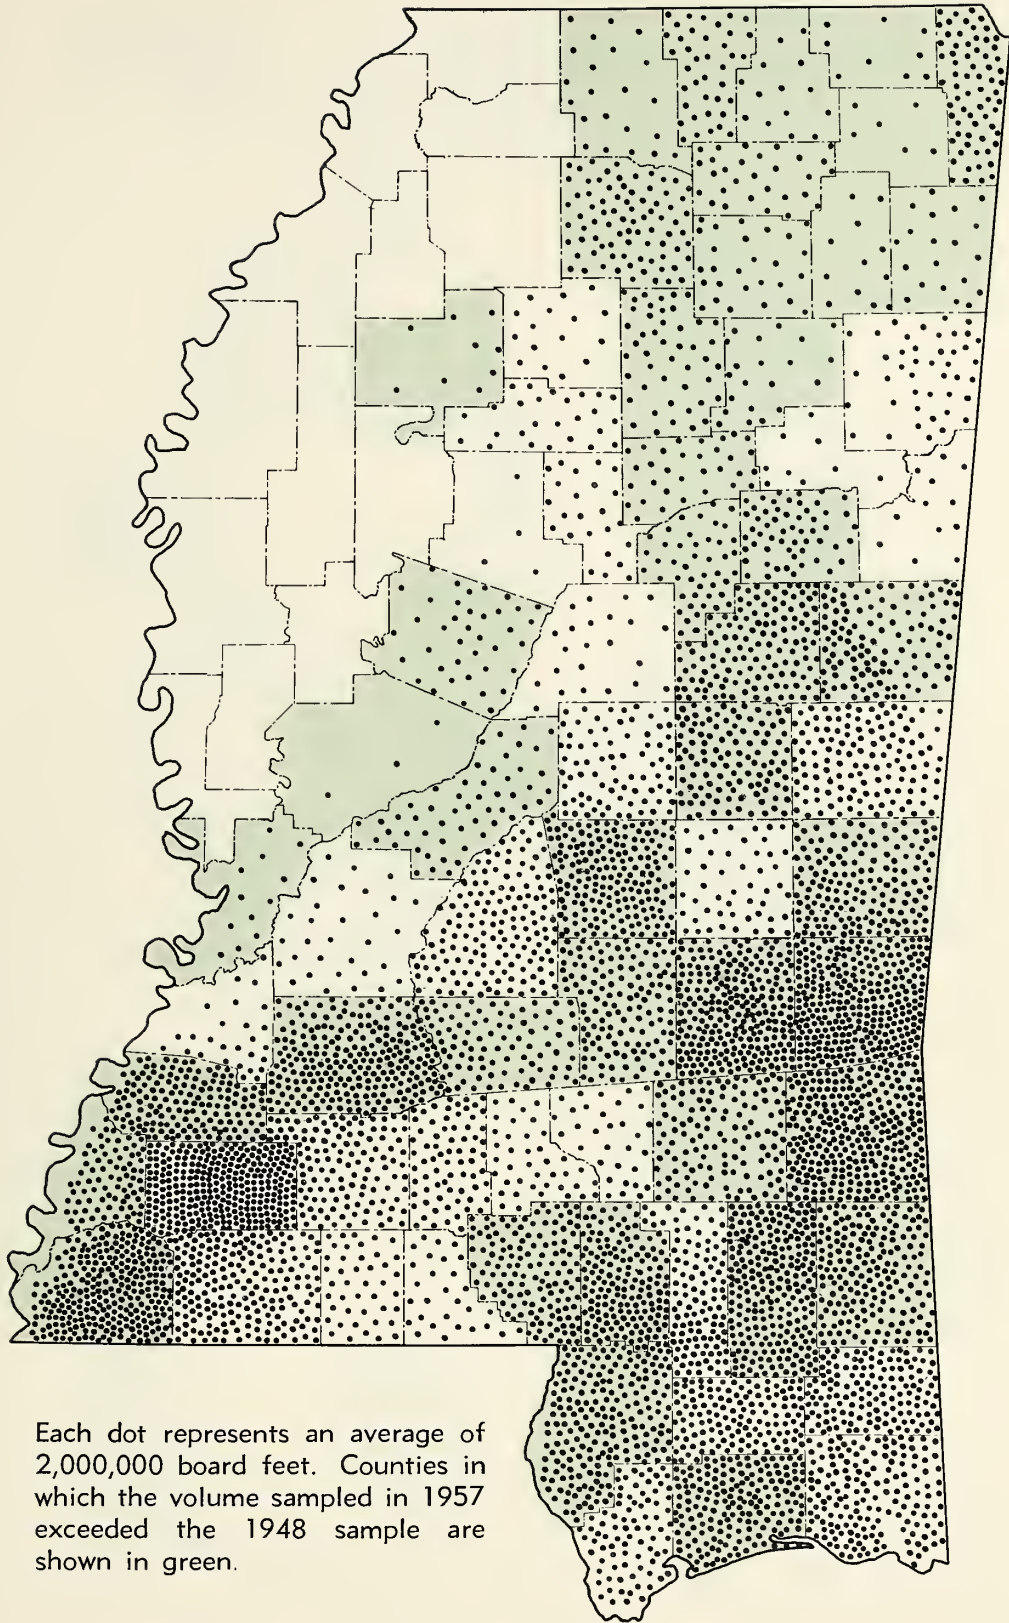 Each dot represents an average of
2,000,000 board feet. Counties in
which the volume sampled in 1957
exceeded the 1948 sample are
shown in green.